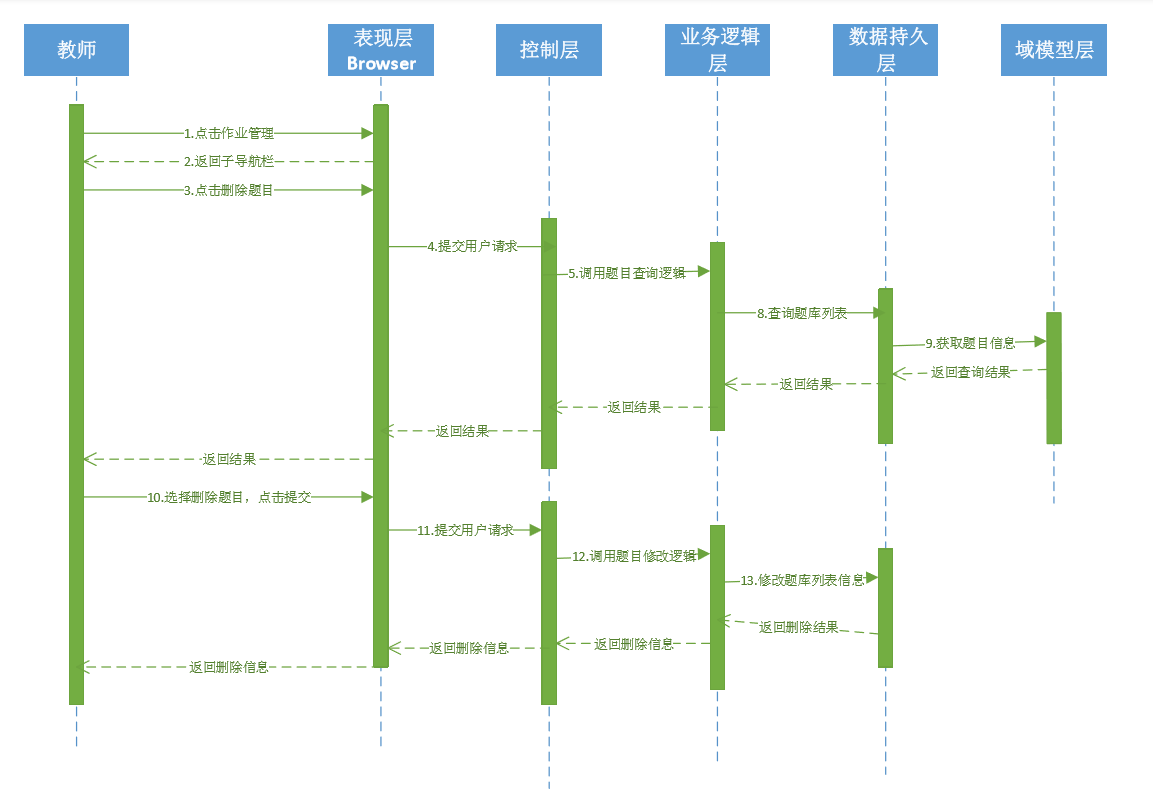 教师
表现层
Browser
控制层
业务逻辑
层
数据持久
层
域模型层
1.点击作业管理
2.返回子导航栏
3.点击删除题目
4.提交用户请求
5.调用题目查询逻辑
8.查询题库列表
9.获取题目信息
返回查询结果
返回结果
返回结果
返回结果
返回结果
10.选择删除题目，点击提交
11.提交用户请求
12.调用题目修改逻辑
13.修改题库列表信息
返回删除结果
返回删除信息
返回删除信息
返回删除信息